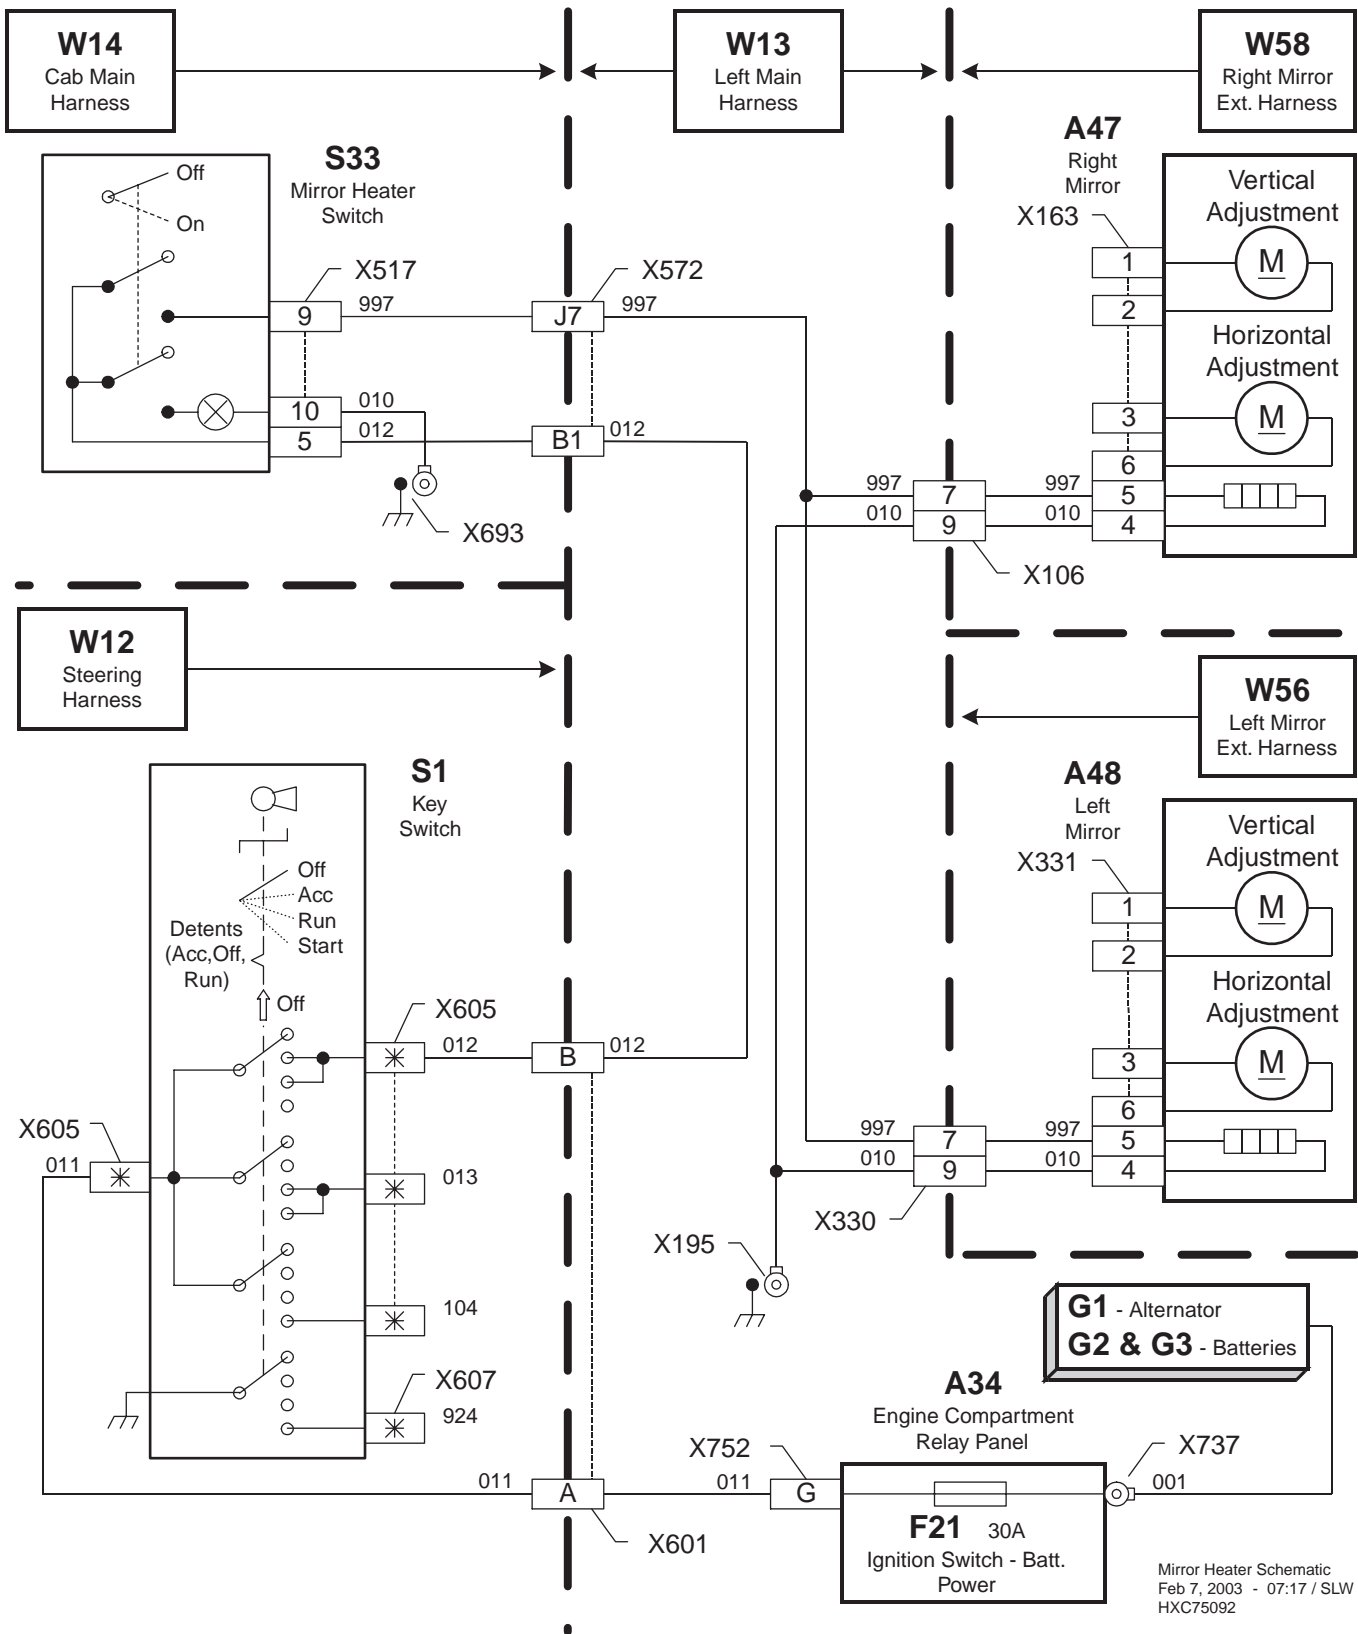 W14
Cab Main
Harness
W13
Left Main
Harness
W58
Right Mirror
Ext. Harness
S33
Mirror Heater
Switch
Off
On
X517
9
997
10
010
5
012
X693
X572
J7
997
B1
012
A47
Right
Mirror
X163
Vertical
Adjustment
M
1
2
Horizontal
Adjustment
M
3
6
997
7
997
5
010
9
010
4
X106
W12
Steering
Harness
W56
Left Mirror
Ext. Harness
S1
Key
Switch
Off
Acc
Run
Start
Detents
(Acc,Off,
Run)
Off
X605
012
B
012
X605
011
013
104
X607
924
A48
Left
Mirror
X331
Vertical
Adjustment
M
1
2
Horizontal
Adjustment
M
3
6
997
7
997
5
010
9
010
4
X330
X195
G1 - Alternator
G2 & G3 - Batteries
A34
Engine Compartment
Relay Panel
X752
X737
011
A
011
G
001
X601
F21 30A
Ignition Switch - Batt.
Power
Mirror Heater Schematic
Feb 7, 2003 - 07:17 / SLW
HXC75092